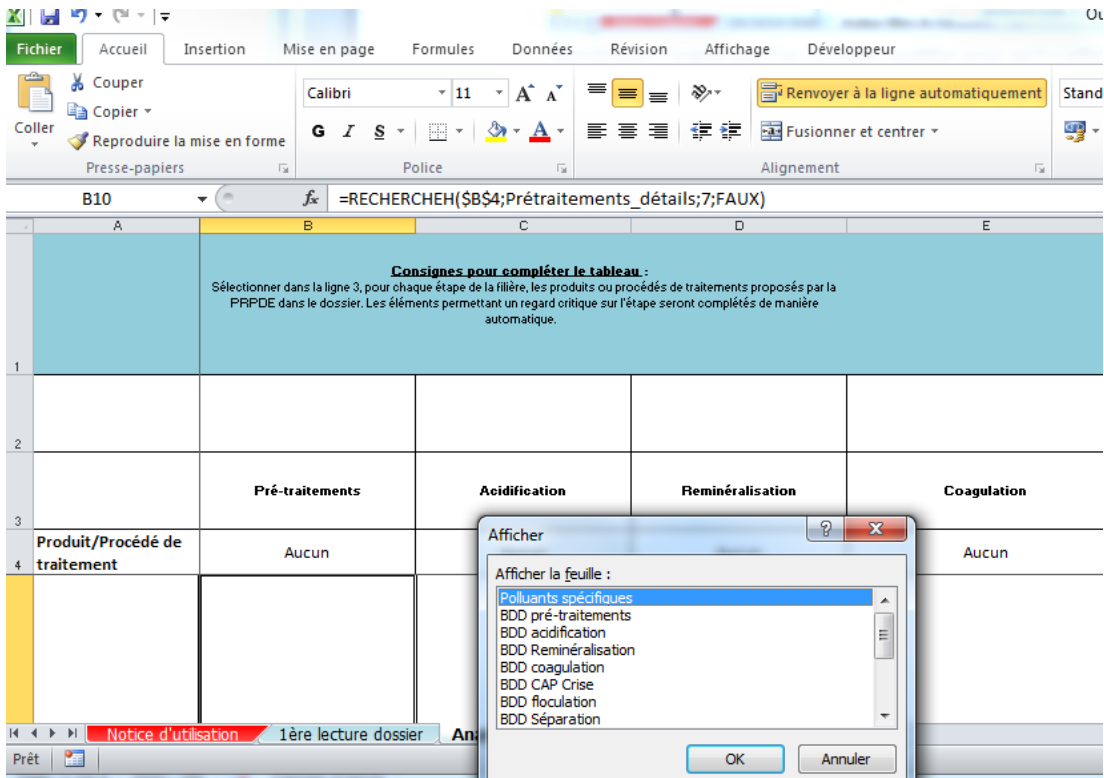 Ou
Fichier Accueil Insertion Mise en page Formules Données Révision Affichage Développeur
Couper
Copier
Reproduire la mise en forme
Coller
Presse-papiers
Calibri 11 A A
G I S A
Police
Renvoyer à la ligne automatiquement
Fusionner et centrer
Alignement
Stand
B10 fx =RECHERCHEH($B$4;Prétraitements_détails;7;FAUX)
A B C D E
Consignes pour compléter le tableau :
Sélectionner dans la ligne 3, pour chaque étape de la filière, les produits ou procédés de traitements proposés par la
PRPDE dans le dossier. Les éléments permettant un regard critique sur l'étape seront complétés de manière
automatique.
1
2
3 Pré-traitements Acidification Reminéralisation Coagulation
4 Produit/Procédé de
traitement
Aucun Aucun
Afficher
Afficher la feuille :
Polluants spécifiques
BDD pré-traitements
BDD acidification
BDD Reminéralisation
BDD coagulation
BDD CAP Crise
BDD floculation
BDD Séparation
OK Annuler
Notice d'utilisation 1ère lecture dossier Ana
Prêt